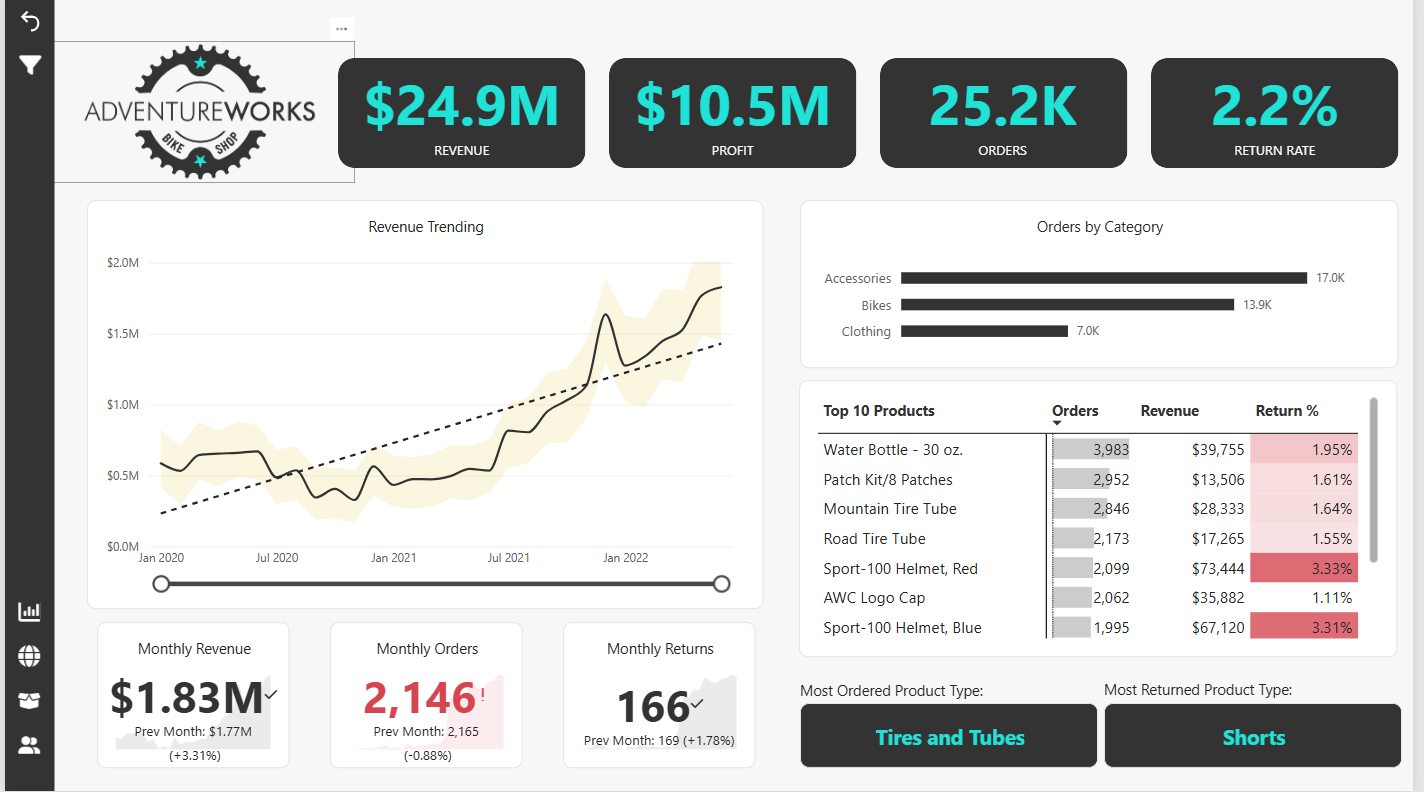 ADVENTUREWORKS
BIKE SHOP
$24.9M
REVENUE
$10.5M
PROFIT
25.2K
ORDERS
2.2%
RETURN RATE
Revenue Trending
$2.0M
$1.5M
$1.0M
$0.5M
$0.0M
Jan 2020 Jul 2020 Jan 2021 Jul 2021 Jan 2022
Orders by Category
Accessories 17.0K
Bikes 13.9K
Clothing 7.0K
Top 10 Products Orders Revenue Return %
Water Bottle - 30 oz. 3,983 $39,755 1.95%
Patch Kit/8 Patches 2,952 $13,506 1.61%
Mountain Tire Tube 2,846 $28,333 1.64%
Road Tire Tube 2,173 $17,265 1.55%
Sport-100 Helmet, Red 2,099 $73,444 3.33%
AWC Logo Cap 2,062 $35,882 1.11%
Sport-100 Helmet, Blue 1,995 $67,120 3.31%
Monthly Revenue
$1.83M
Prev Month: $1.77M
(+3.31%)
Monthly Orders
2,146!
Prev Month: 2,165
(-0.88%)
Monthly Returns
166
Prev Month: 169 (+1.78%)
Most Ordered Product Type:
Tires and Tubes
Most Returned Product Type:
Shorts